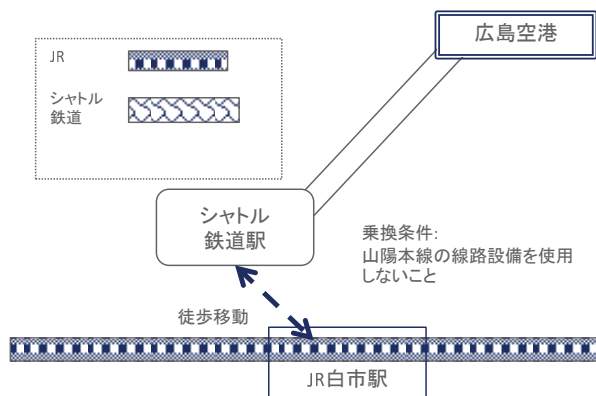 広島空港
JR
シャトル
鉄道
シャトル
鉄道駅
乗換条件:
山陽本線の線路設備を使用
しないこと
徒歩移動
JR白市駅